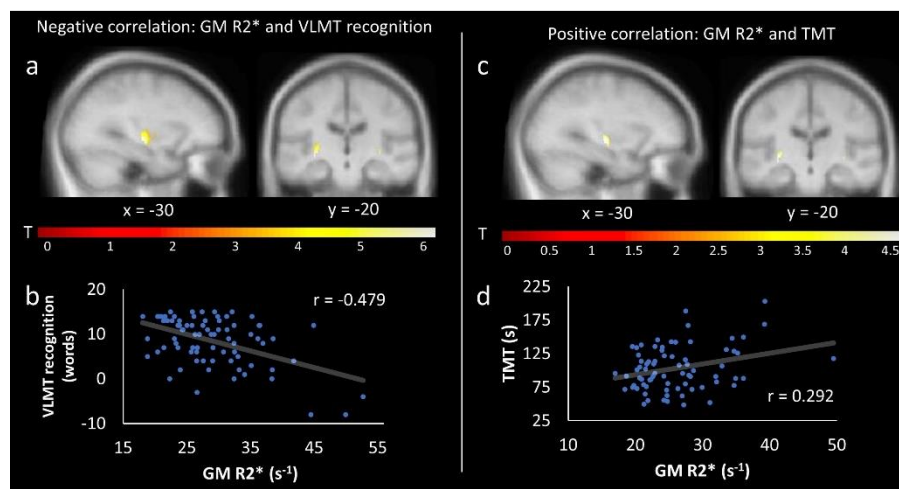 Negative correlation: GM R2* and VLMT recognition
a
x = -30
y = -20
T
0 1 2 3 4 5 6
b
VLMT recognition
(words)
20
10
0
-10
r = -0.479
15 25 35 45 55
GM R2* (s⁻¹)
Positive correlation: GM R2* and TMT
c
x = -30
y = -20
T
0 0.5 1 1.5 2 2.5 3 3.5 4 4.5
d
TMT (s)
225
175
125
75
25
r = 0.292
10 20 30 40 50
GM R2* (s⁻¹)